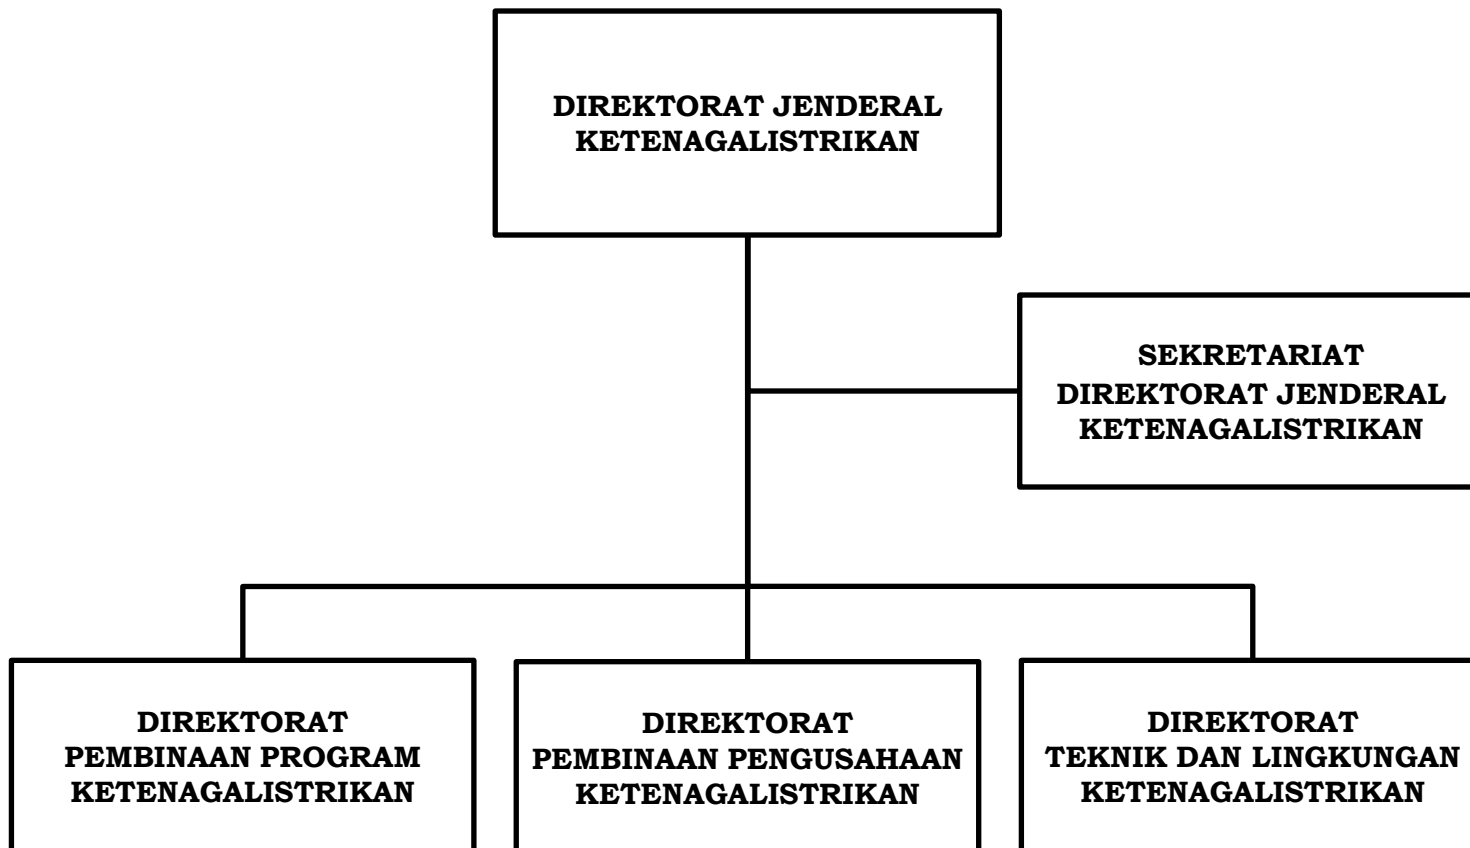 DIREKTORAT JENDERAL
KETENAGALISTRIKAN
SEKRETARIAT
DIREKTORAT JENDERAL
KETENAGALISTRIKAN
DIREKTORAT
PEMBINAAN PROGRAM
KETENAGALISTRIKAN
DIREKTORAT
PEMBINAAN PENGUSAHAAN
KETENAGALISTRIKAN
DIREKTORAT
TEKNIK DAN LINGKUNGAN
KETENAGALISTRIKAN